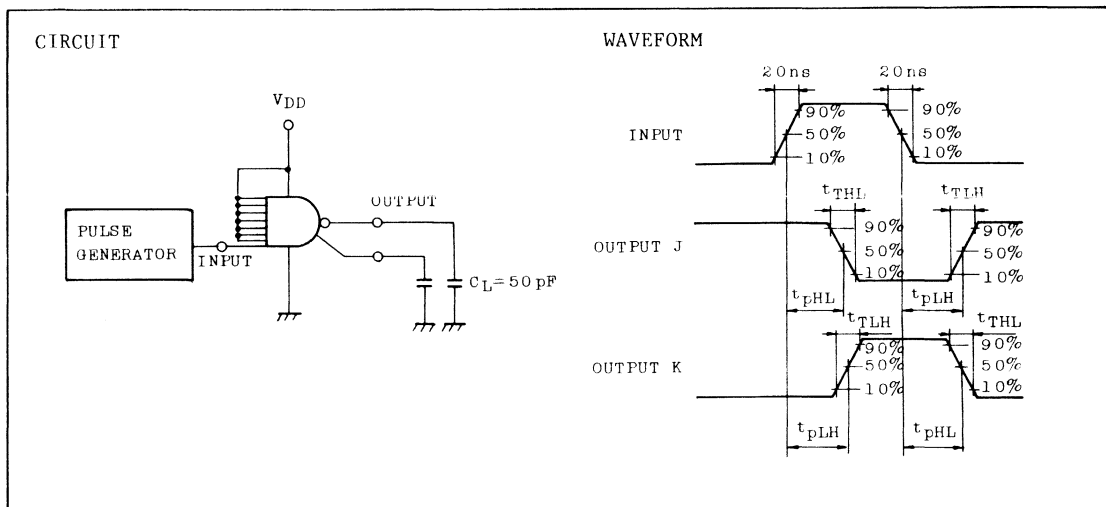 CIRCUIT
VDD
PULSE
GENERATOR
INPUT
OUTPUT
CL=50pF
WAVEFORM
20ns
20ns
INPUT
90%
50%
10%
90%
50%
10%
tTHL
tTLH
OUTPUT J
90%
50%
10%
90%
50%
10%
tpHL
tpLH
tTLH
tTHL
OUTPUT K
90%
50%
10%
90%
50%
10%
tpLH
tpHL